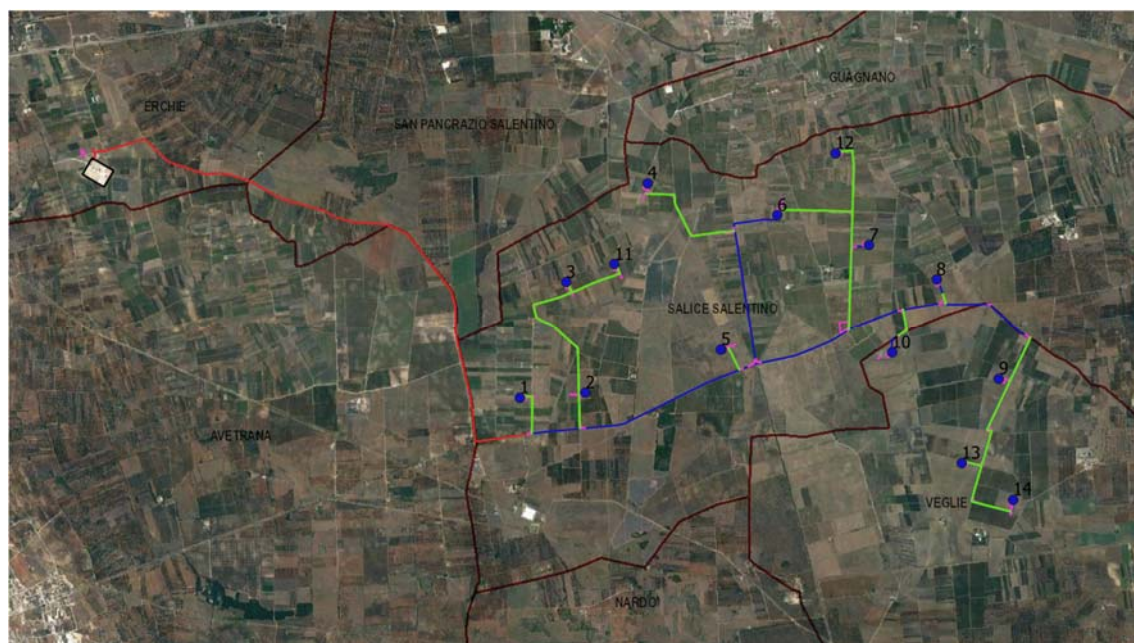 GUAGNANO
ERCHIE
SAN PANCRAZIO SALENTINO
12
4
6
7
11
3
8
SALICE SALENTINO
5
10
9
1
2
AVETRANA
13
14
VEGLIE
NARDO'